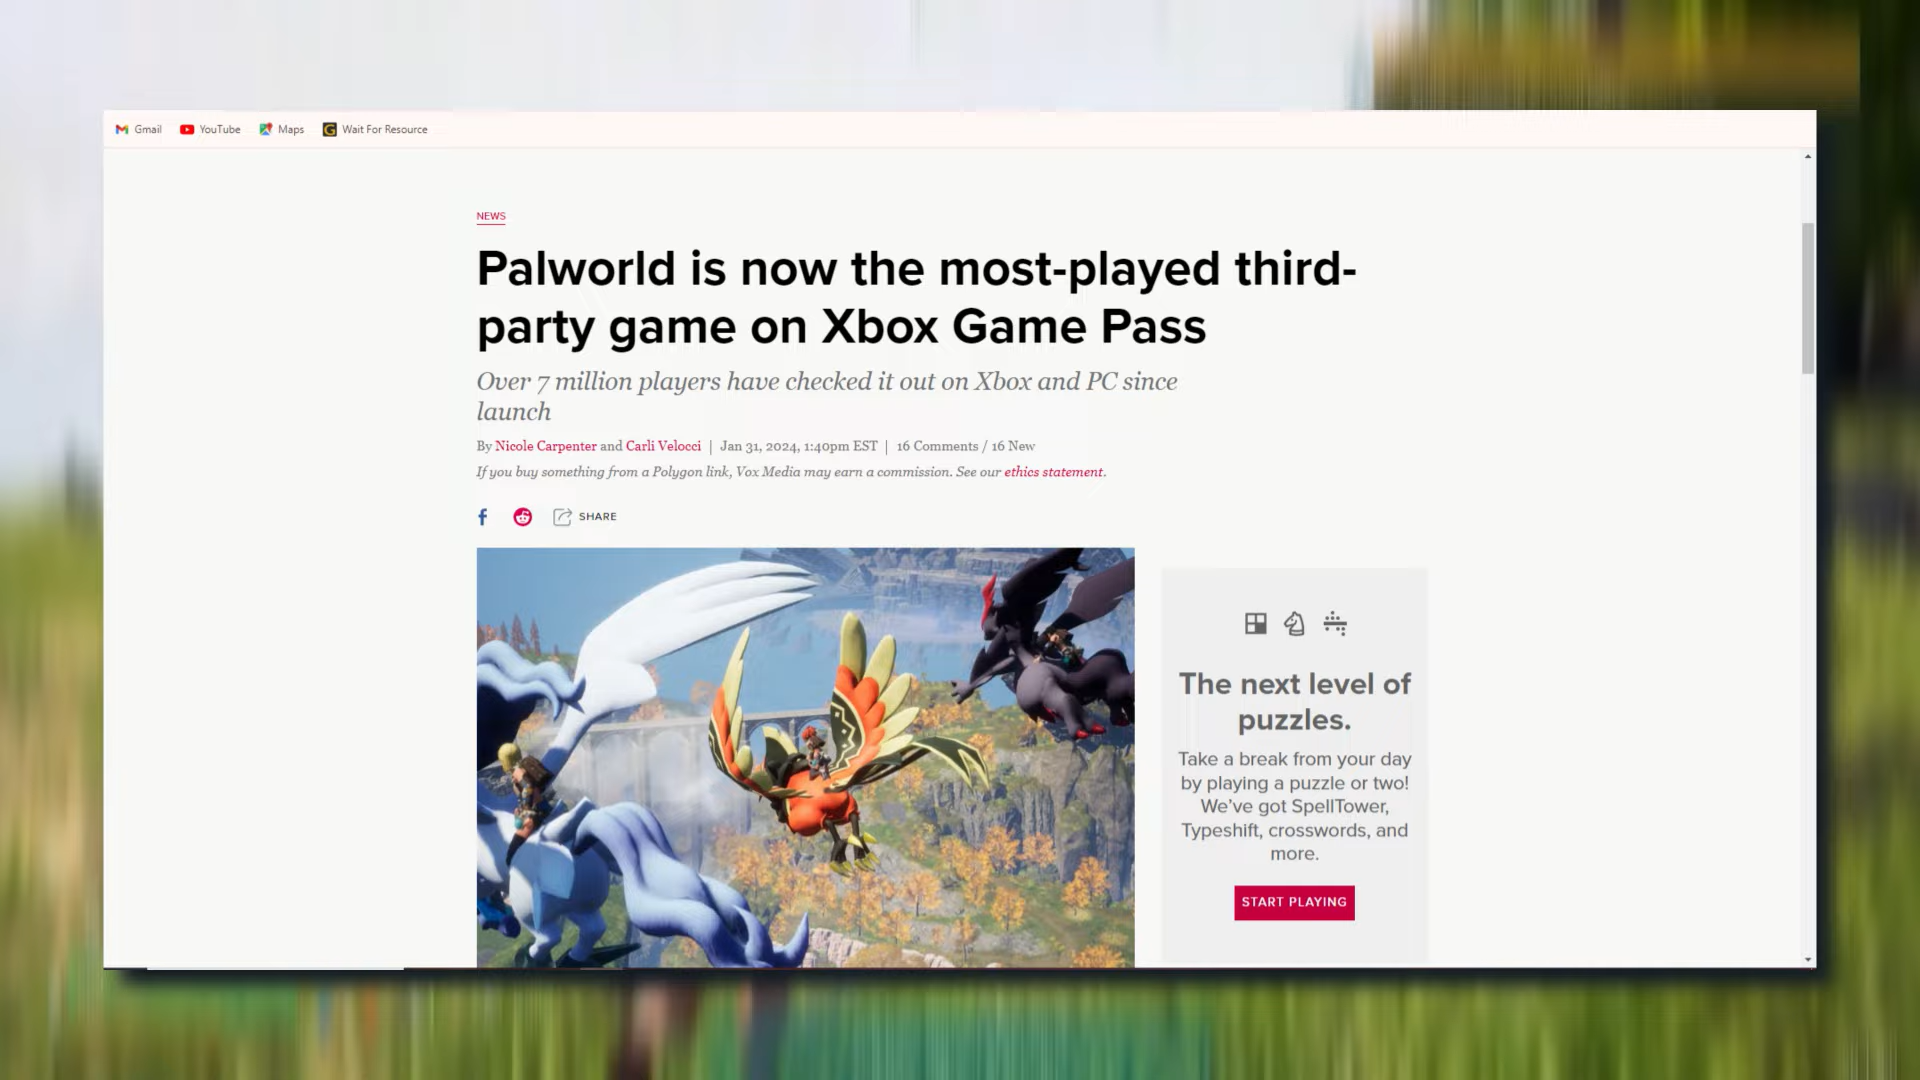 Gmail YouTube Maps Wait For Resource
NEWS
Palworld is now the most-played third-
party game on Xbox Game Pass
Over 7 million players have checked it out on Xbox and PC since
launch
By Nicole Carpenter and Carli Velocci | Jan 31, 2024, 1:40pm EST | 16 Comments / 16 New
If you buy something from a Polygon link, Vox Media may earn a commission. See our ethics statement.
SHARE
The next level of
puzzles.
Take a break from your day
by playing a puzzle or two!
We've got SpellTower,
Typeshift, crosswords, and
more.
START PLAYING